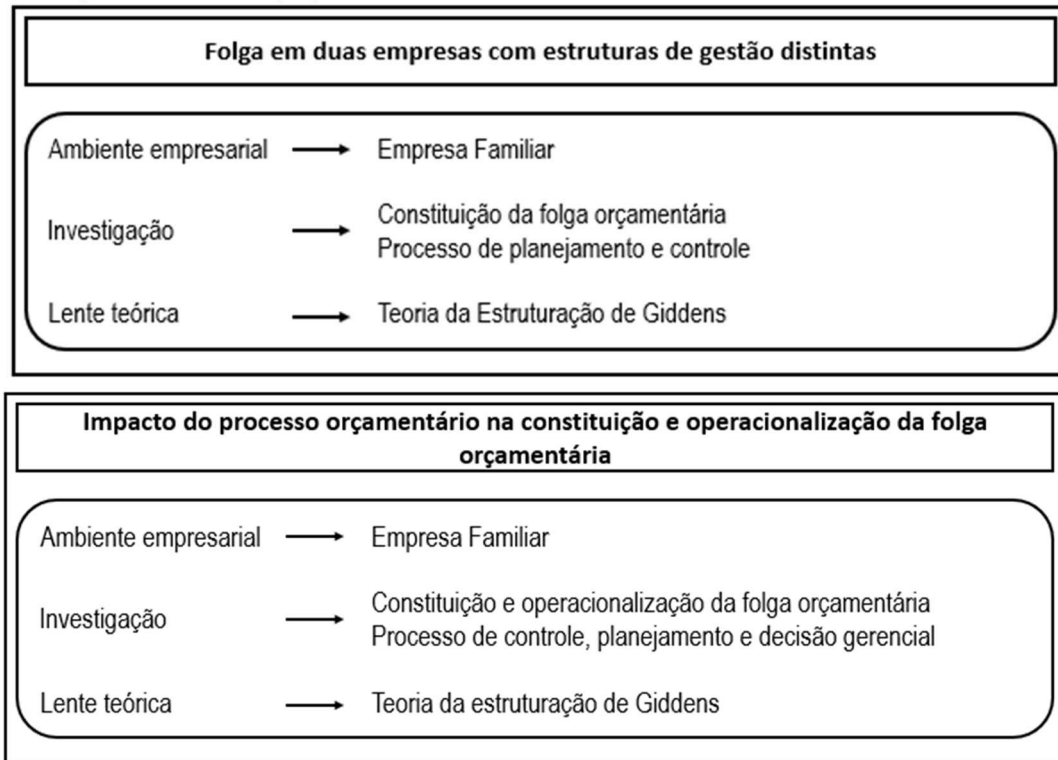 Folga em duas empresas com estruturas de gestão distintas
Ambiente empresarial → Empresa Familiar
Investigação → Constituição da folga orçamentária
Processo de planejamento e controle
Lente teórica → Teoria da Estruturação de Giddens
Impacto do processo orçamentário na constituição e operacionalização da folga
orçamentária
Ambiente empresarial → Empresa Familiar
Investigação → Constituição e operacionalização da folga orçamentária
Processo de controle, planejamento e decisão gerencial
Lente teórica → Teoria da estruturação de Giddens